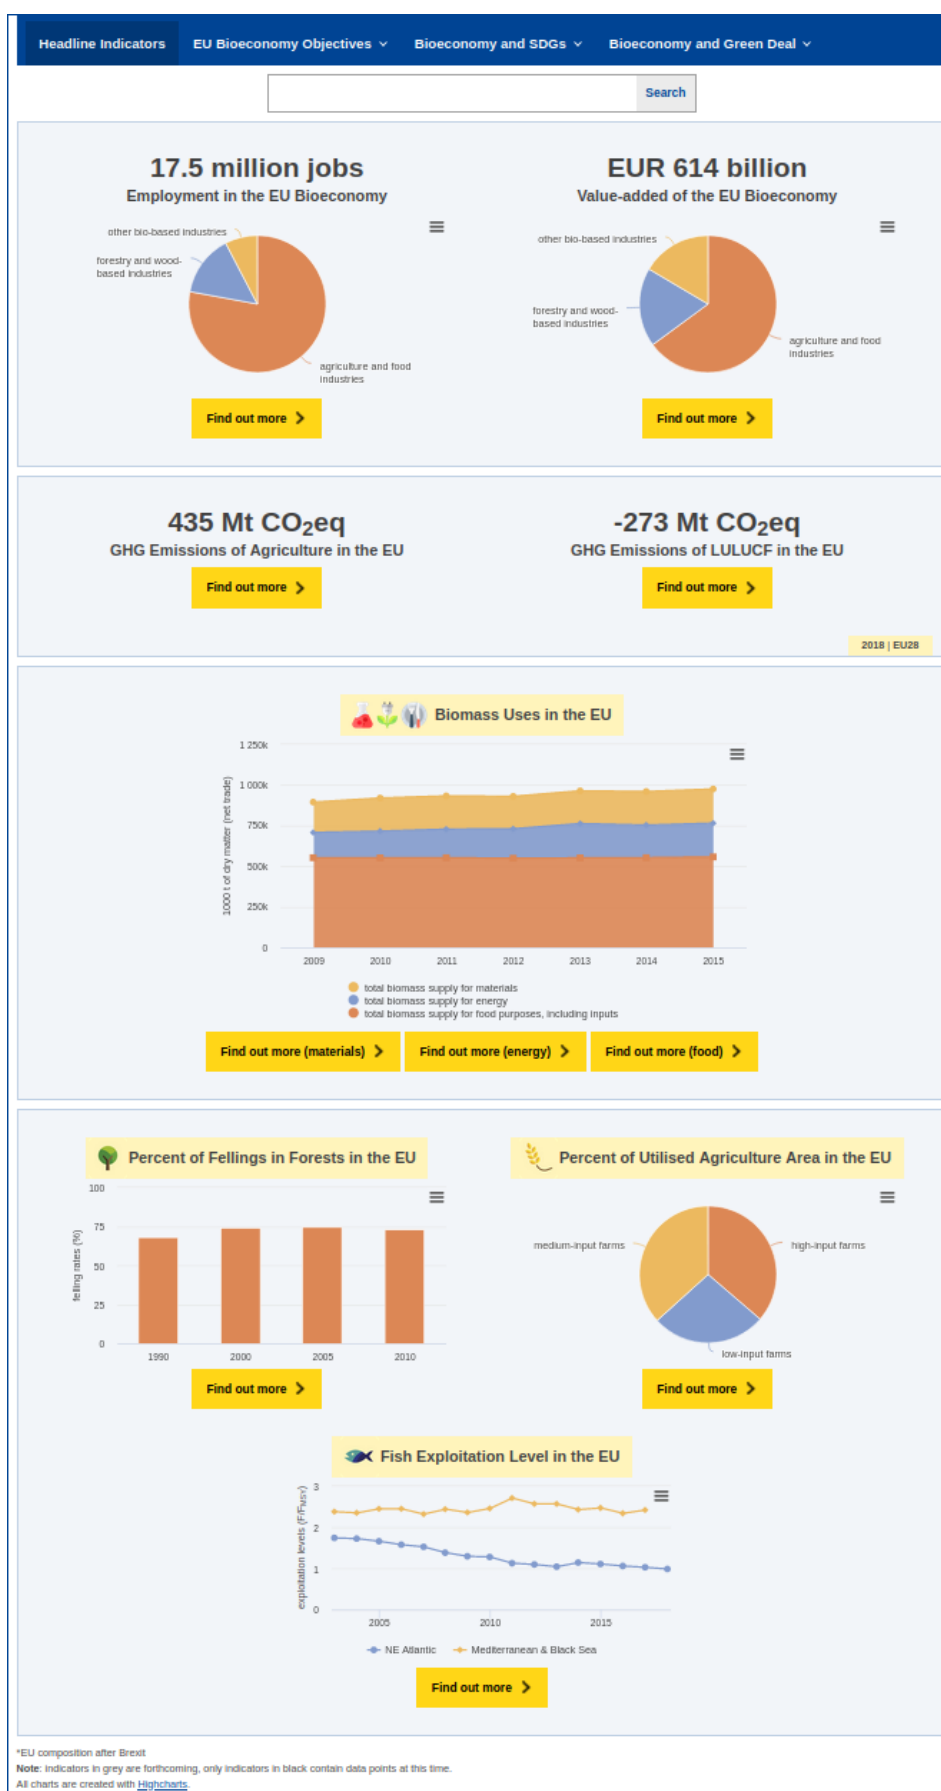 Headline Indicators EU Bioeconomy Objectives Bioeconomy and SDGs Bioeconomy and Green Deal
Search
17.5 million jobs
Employment in the EU Bioeconomy
other bio-based industries
forestry and wood-
based industries
agriculture and food
industries
Find out more
EUR 614 billion
Value-added of the EU Bioeconomy
other bio-based industries
forestry and wood-
based industries
agriculture and food
industries
Find out more
435 Mt CO₂eq
GHG Emissions of Agriculture in the EU
Find out more
-273 Mt CO₂eq
GHG Emissions of LULUCF in the EU
Find out more
2018 | EU28
Biomass Uses in the EU
1000 t of dry matter (net trade)
1 250k
1 000k
750k
500k
250k
0
2009 2010 2011 2012 2013 2014 2015
total biomass supply for materials
total biomass supply for energy
total biomass supply for food purposes, including inputs
Find out more (materials) Find out more (energy) Find out more (food)
Percent of Fellings in Forests in the EU
felling rates (%)
100
75
50
25
0
1990 2000 2005 2010
Find out more
Percent of Utilised Agriculture Area in the EU
medium-input farms
high-input farms
low-input farms
Find out more
Fish Exploitation Level in the EU
exploitation levels (F/FMSY)
3
2
1
0
2005 2010 2015
NE Atlantic Mediterranean & Black Sea
Find out more
*EU composition after Brexit
Note: Indicators in grey are forthcoming, only indicators in black contain data points at this time.
All charts are created with Highcharts.